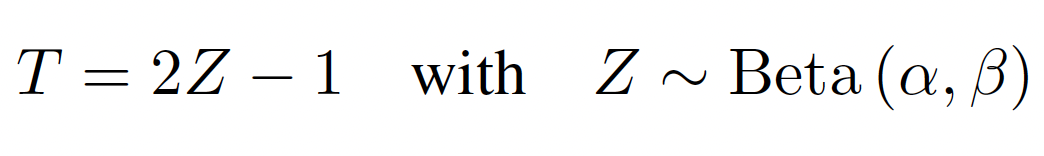 T = 2Z − 1 with Z ∼ Beta (α, β)